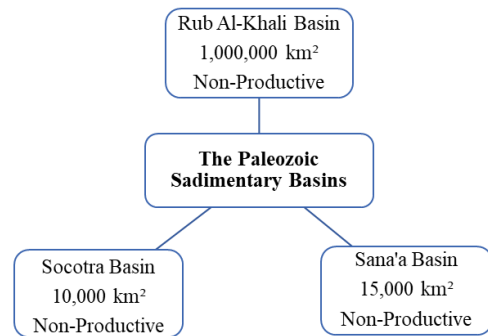 Rub Al-Khali Basin
1,000,000 km²
Non-Productive
The Paleozoic
Sadimentary Basins
Socotra Basin
10,000 km²
Non-Productive
Sana'a Basin
15,000 km²
Non-Productive